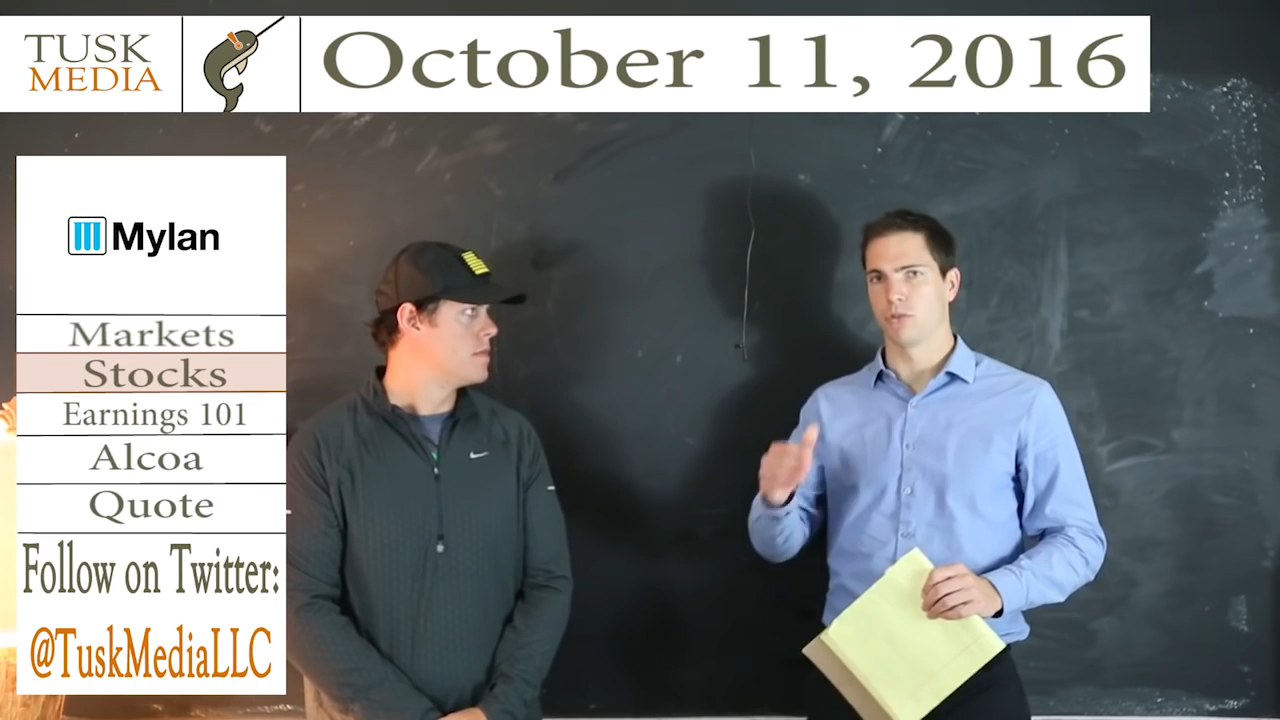 TUSK
MEDIA
October 11, 2016
Mylan
Markets
Stocks
Earnings 101
Alcoa
Quote
Follow on Twitter:
@TuskMediaLLC